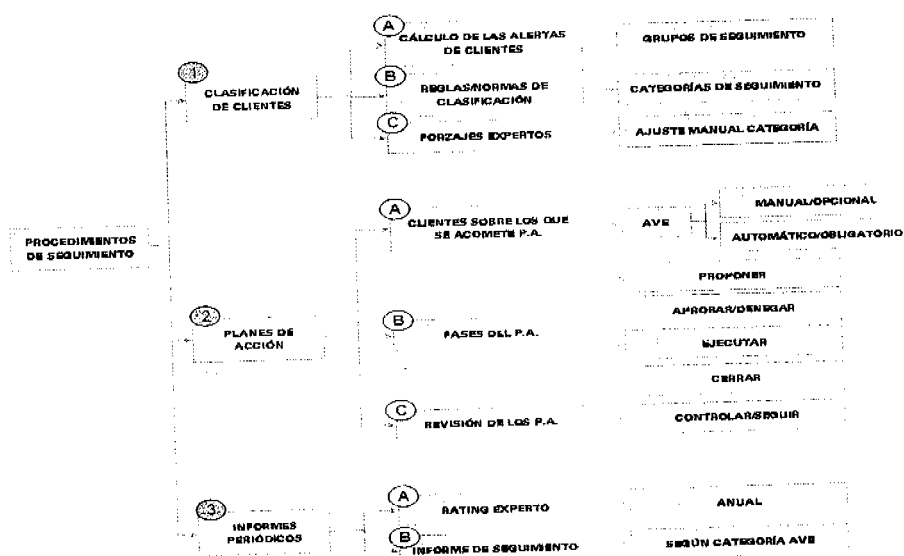 PROCEDIMIENTOS
DE SEGUIMIENTO
1
CLASIFICACIÓN
DE CLIENTES
A
CÁLCULO DE LAS ALERTAS
DE CLIENTES
GRUPOS DE SEGUIMIENTO
B
REGLAS/NORMAS DE
CLASIFICACIÓN
CATEGORÍAS DE SEGUIMIENTO
C
FORZAJES EXPERTOS
AJUSTE MANUAL CATEGORÍA
2
PLANES DE
ACCIÓN
A
CLIENTES SOBRE LOS QUE
SE ACOMETE P.A.
AVE
MANUAL/OPCIONAL
AUTOMÁTICO/OBLIGATORIO
B
FASES DEL P.A.
PROPONER
APROBAR/DENEGAR
EJECUTAR
CERRAR
C
REVISIÓN DE LOS P.A.
CONTROLAR/SEGUIR
3
INFORMES
PERIÓDICOS
A
RATING EXPERTO
ANUAL
B
INFORME DE SEGUIMIENTO
SEGÚN CATEGORÍA AVE